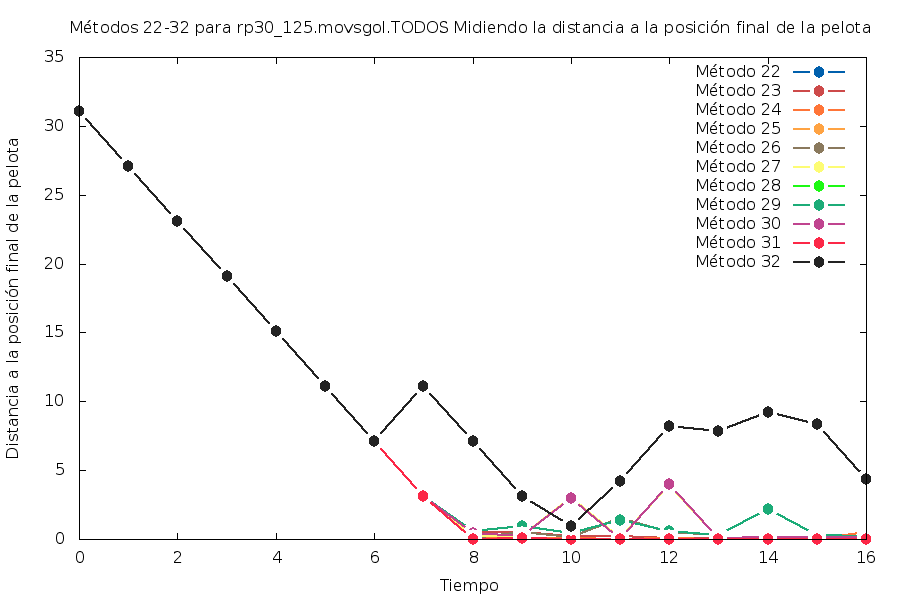 Métodos 22-32 para rp30_125.movsgol.TODOS Midiendo la distancia a la posición final de la pelota
35
30
25
20
15
10
5
0
Distancia a la posición final de la pelota
Método 22
Método 23
Método 24
Método 25
Método 26
Método 27
Método 28
Método 29
Método 30
Método 31
Método 32
0 2 4 6 8 10 12 14 16
Tiempo